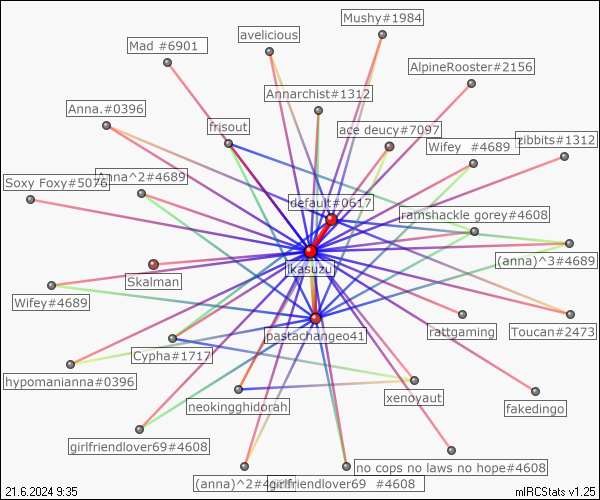 Mushy#1984
avelicious
Mad #6901
AlpineRooster#2156
Annarchist#1312
Anna.#0396
frisout
ace deucy#7097
Wifey #4689
zibbits#1312
Soxy Foxy#5076
Anna^2#4689
default#0617
ramshackle gorey#4608
(anna)^3#4689
ikasuzu
Skalman
Wifey#4689
rattgaming
Toucan#2473
pastachangeo41
Cypha#1717
hypomanianna#0396
neokingghidorah
xenoyaut
fakedingo
girlfriendlover69#4608
no cops no laws no hope#4608
(anna)^2#4689
girlfriendlover69 #4608
21.6.2024 9:35
mIRCStats v1.25